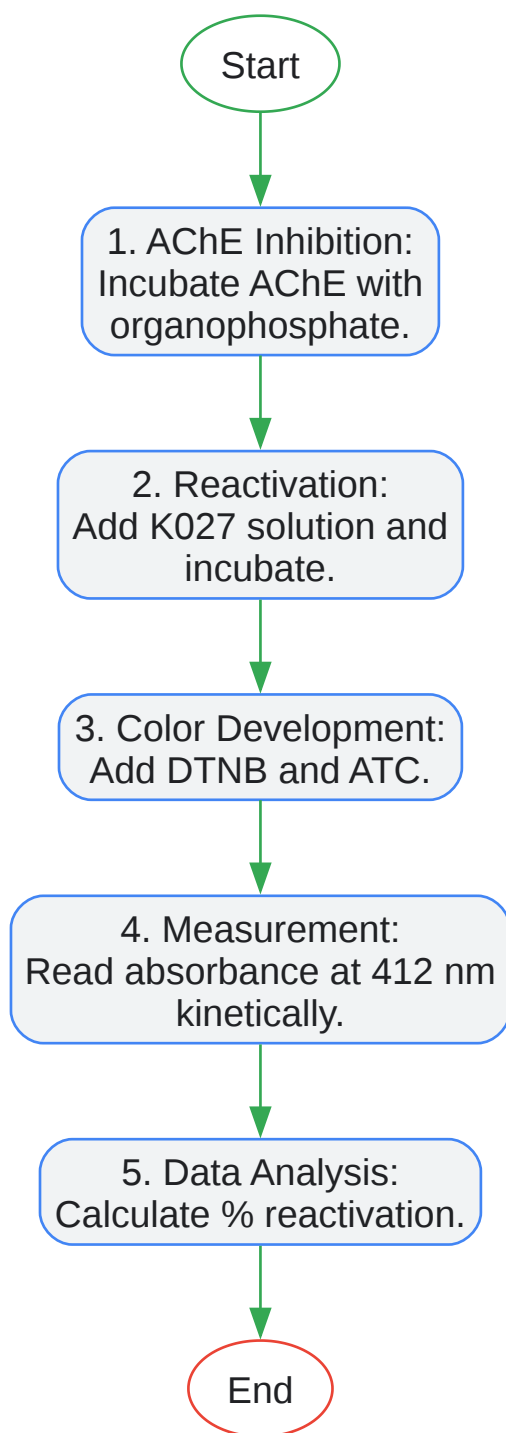 Start
1. AChE Inhibition:
Incubate AChE with
organophosphate.
2. Reactivation:
Add K027 solution and
incubate.
3. Color Development:
Add DTNB and ATC.
4. Measurement:
Read absorbance at 412 nm
kinetically.
5. Data Analysis:
Calculate % reactivation.
End